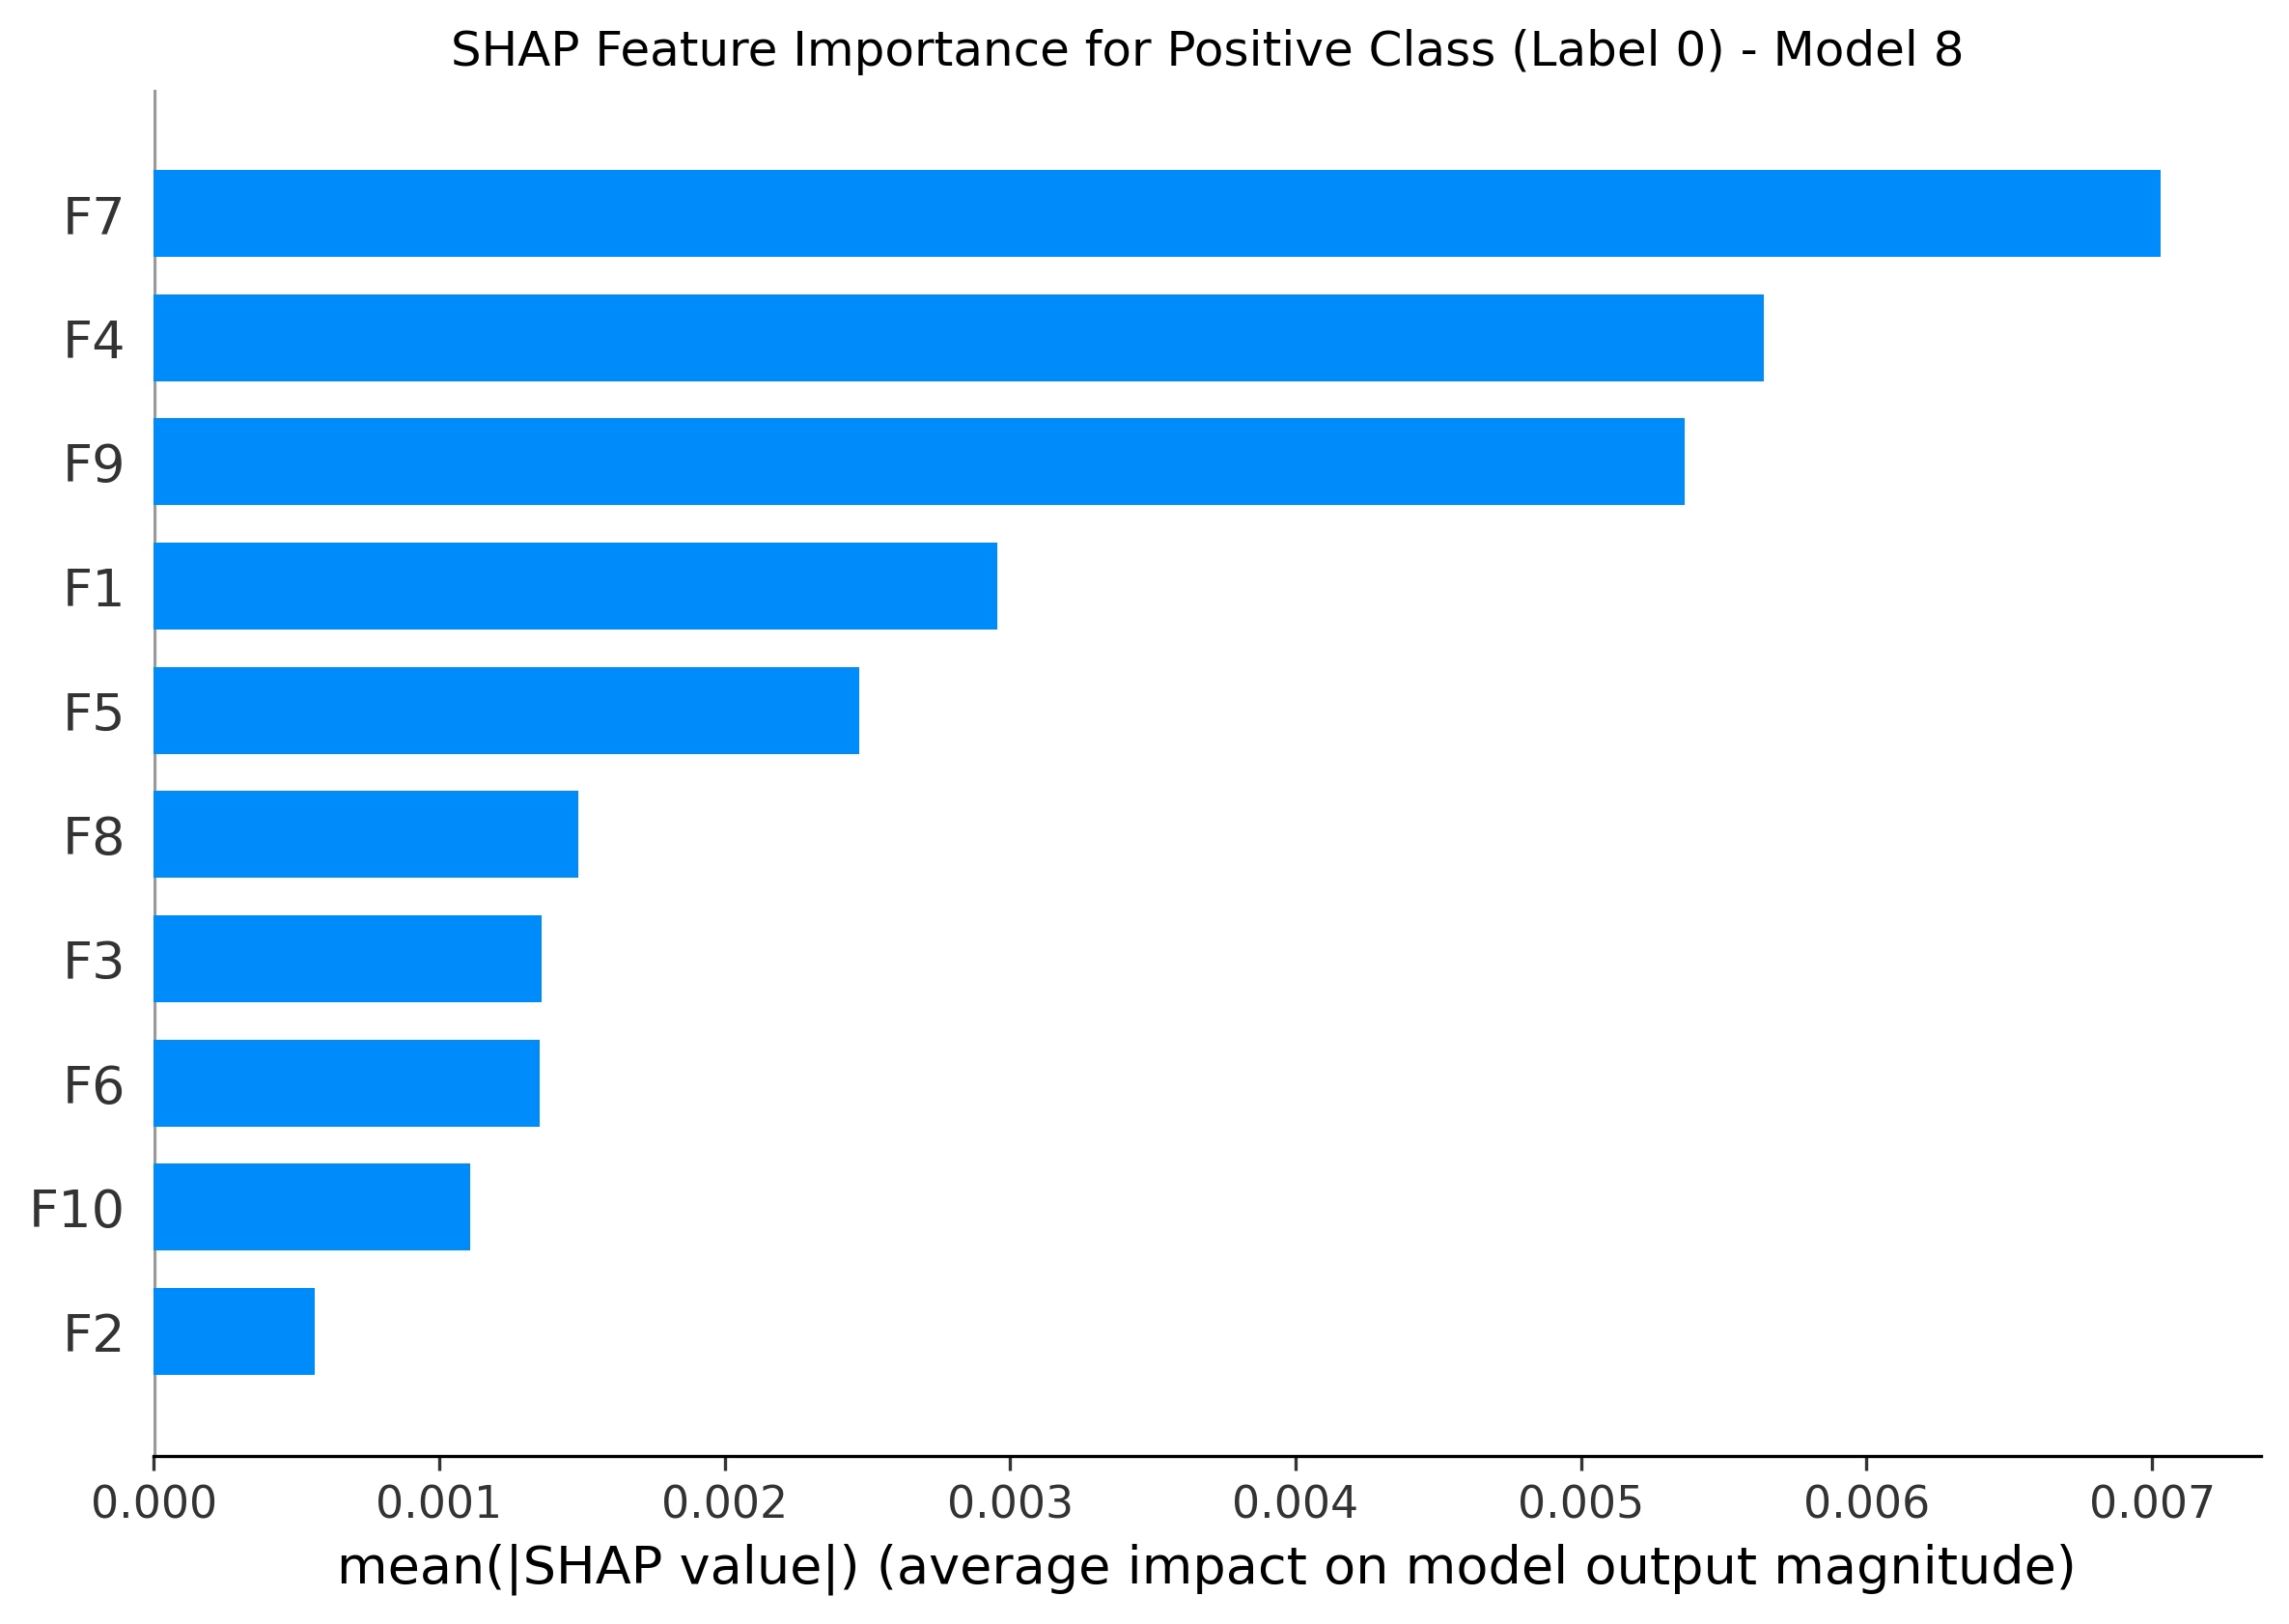 SHAP Feature Importance for Positive Class (Label 0) - Model 8
F7
F4
F9
F1
F5
F8
F3
F6
F10
F2
0.000 0.001 0.002 0.003 0.004 0.005 0.006 0.007
mean(|SHAP value|) (average impact on model output magnitude)